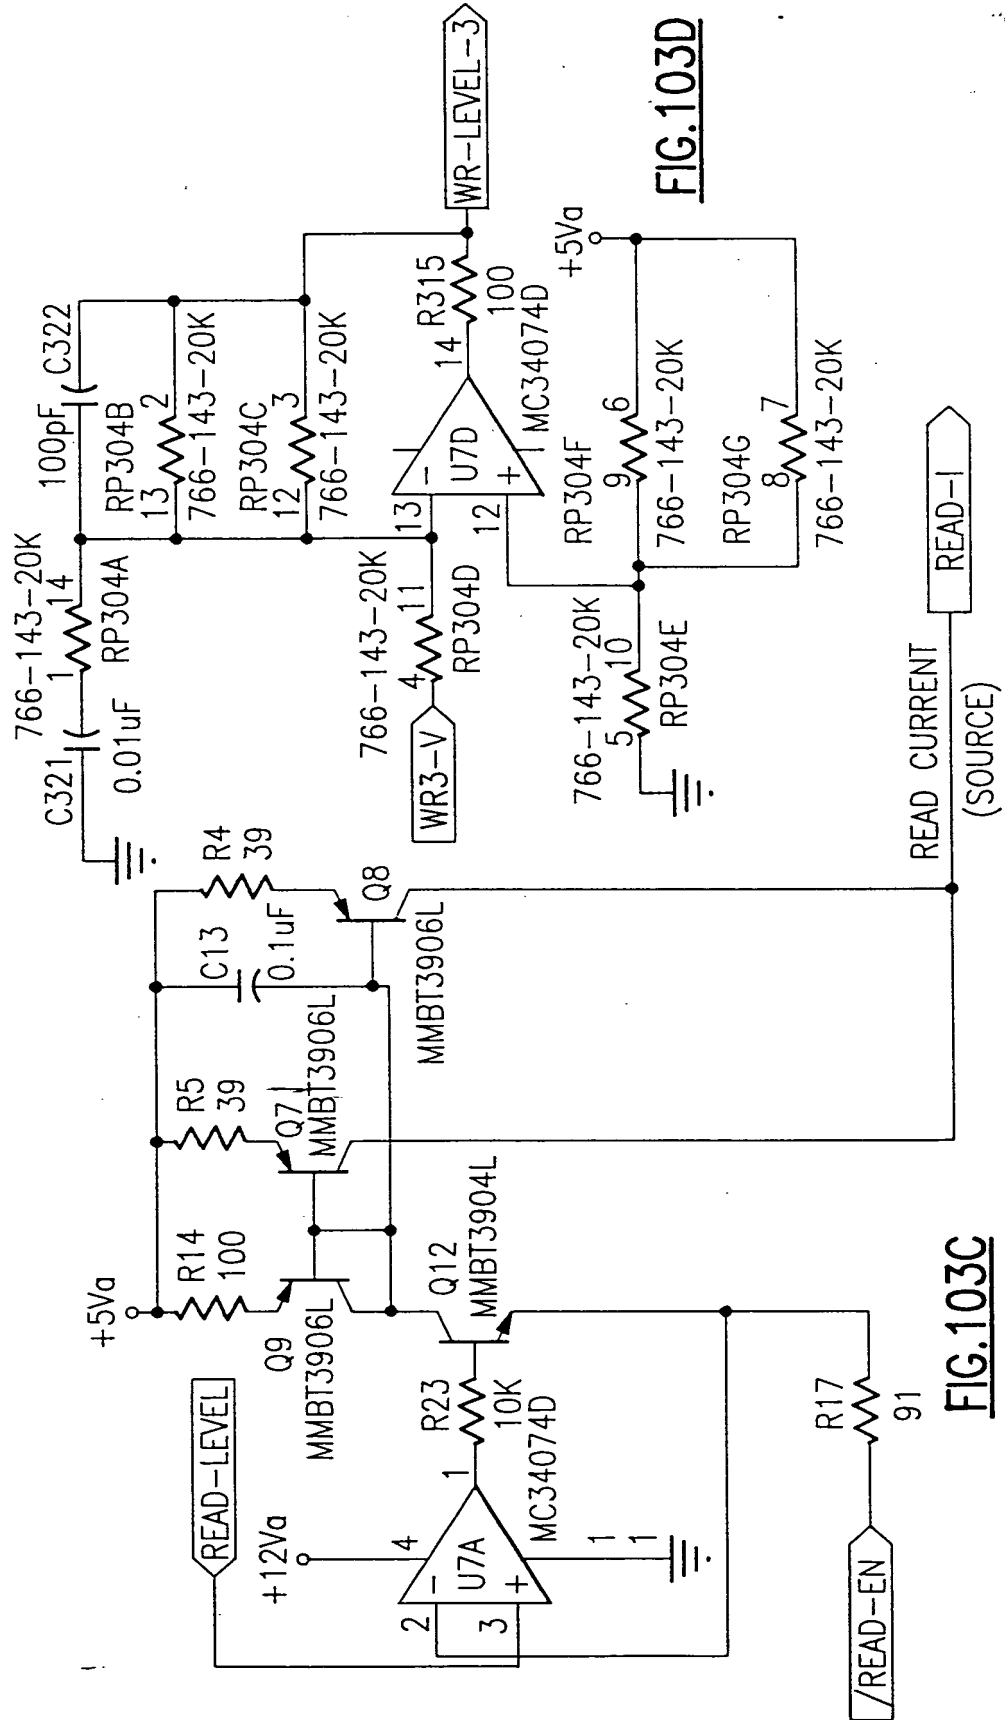 +5Va
R14
100
R5
39
C13
0.1uF
R4
39
Q9
MMBT3906L
Q7
MMBT3906L
Q8
MMBT3906L
READ-LEVEL
+12Va
4
2
3
U7A
-
+
1
MC34074D
1
1
R23
10K
Q12
MMBT3904L
R17
91
/READ-EN
READ CURRENT
(SOURCE)
READ-I
FIG.103C
C321
0.01uF
766-143-20K
1
14
RP304A
100pF
C322
RP304B
13
2
766-143-20K
RP304C
12
3
766-143-20K
WR3-V
766-143-20K
4
11
RP304D
13
12
-
+
U7D
14
MC34074D
R315
100
WR-LEVEL-3
766-143-20K
5
10
RP304E
RP304F
9
6
766-143-20K
RP304G
8
7
766-143-20K
+5Va
FIG.103D